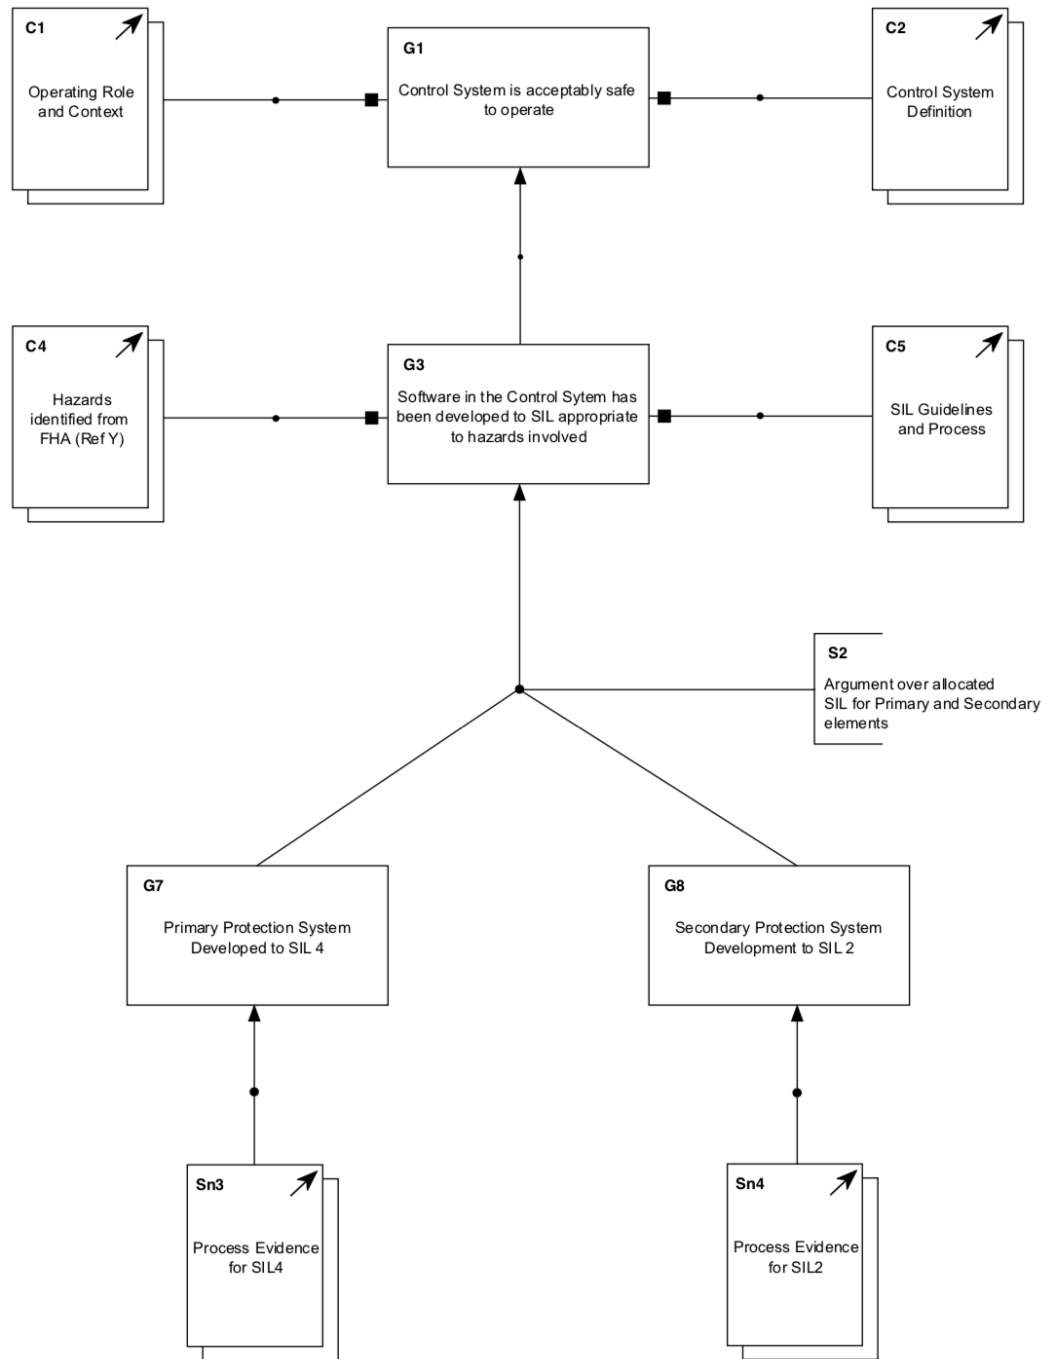 C1
Operating Role
and Context
G1
Control System is acceptably safe
to operate
C2
Control System
Definition
C4
Hazards
identified from
FHA (Ref Y)
G3
Software in the Control Sytem has
been developed to SIL appropriate
to hazards involved
C5
SIL Guidelines
and Process
S2
Argument over allocated
SIL for Primary and Secondary
elements
G7
Primary Protection System
Developed to SIL 4
G8
Secondary Protection System
Development to SIL 2
Sn3
Process Evidence
for SIL4
Sn4
Process Evidence
for SIL2